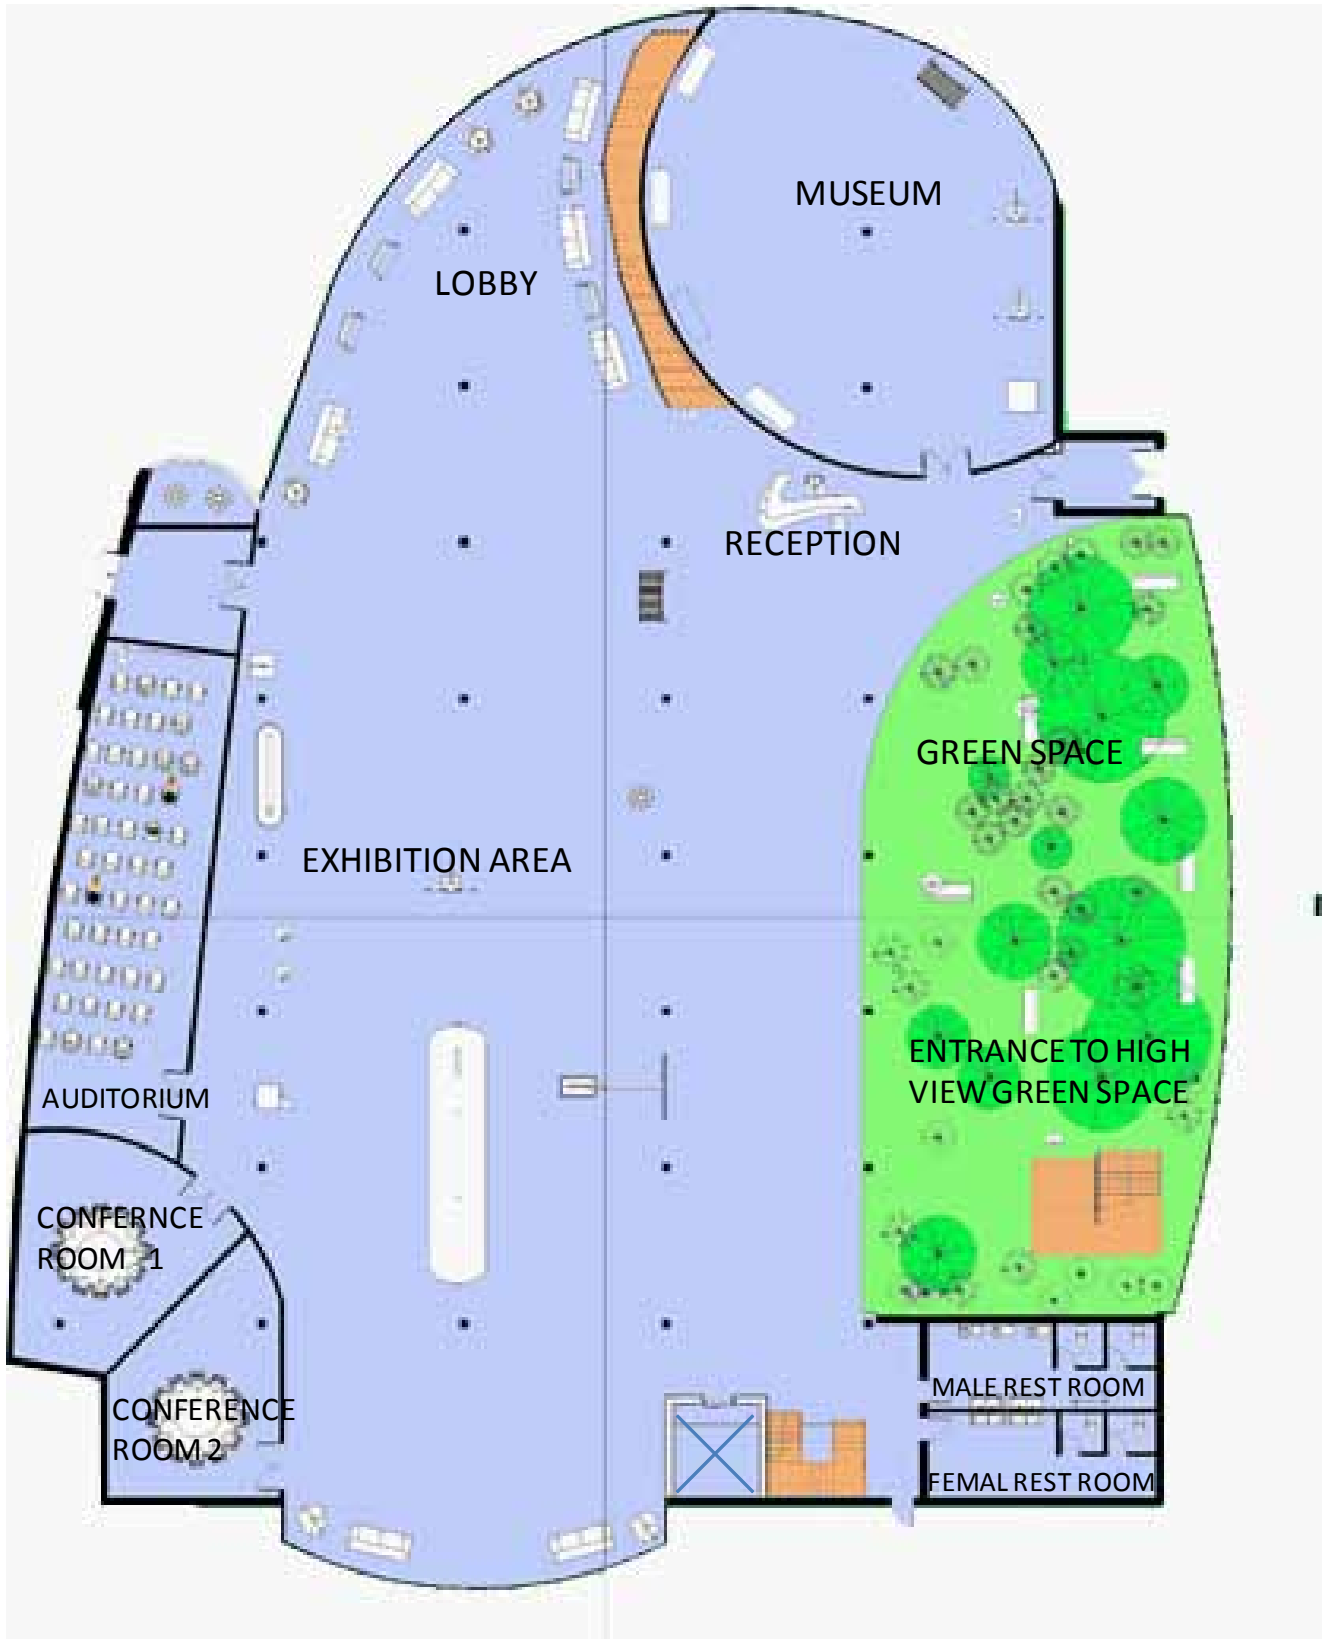 MUSEUM
LOBBY
RECEPTION
GREEN SPACE
EXHIBITION AREA
ENTRANCE TO HIGH
VIEW GREEN SPACE
AUDITORIUM
CONFERNCE
ROOM 1
CONFERENCE
ROOM 2
MALE REST ROOM
FEMAL REST ROOM